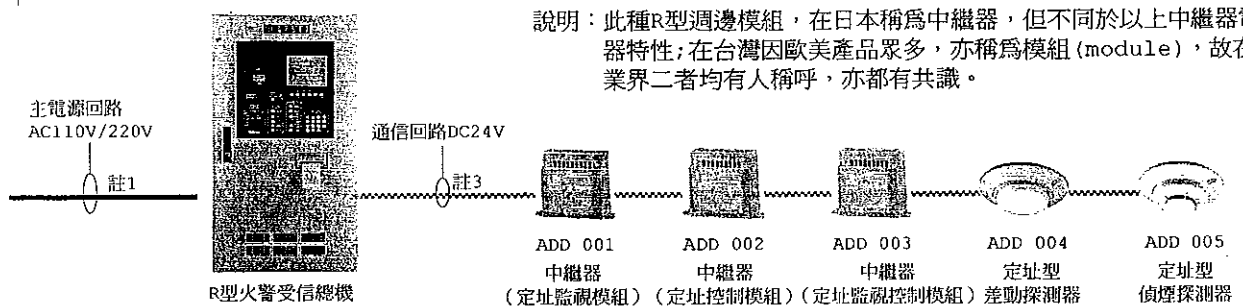 說明：此種R型週邊模組，在日本稱為中繼器，但不同於以上中繼器
器特性;在台灣因歐美產品眾多，亦稱為模組(module)，故在
業界二者均有人稱呼，亦都有共識。
主電源回路
AC110V/220V
註1
通信回路DC24V
註3
R型火警受信總機
ADD 001
中繼器
(定址監視模組)
ADD 002
中繼器
(定址控制模組)
ADD 003
中繼器
(定址監視控制模組)
ADD 004
定址型
差動探測器
ADD 005
定址型
偵煙探測器